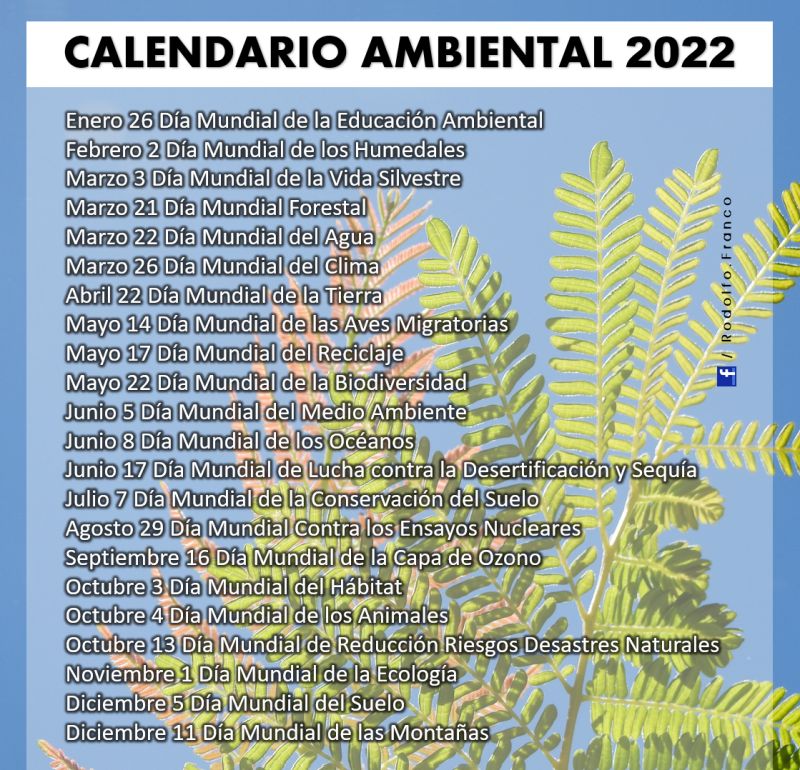 CALENDARIO AMBIENTAL 2022
Enero 26 Día Mundial de la Educación Ambiental
Febrero 2 Día Mundial de los Humedales
Marzo 3 Día Mundial de la Vida Silvestre
Marzo 21 Día Mundial Forestal
Marzo 22 Día Mundial del Agua
Marzo 26 Día Mundial del Clima
Abril 22 Día Mundial de la Tierra
Mayo 14 Día Mundial de las Aves Migratorias
Mayo 17 Día Mundial del Reciclaje
Mayo 22 Día Mundial de la Biodiversidad
Junio 5 Día Mundial del Medio Ambiente
Junio 8 Día Mundial de los Océanos
Junio 17 Día Mundial de Lucha contra la Desertificación y Sequía
Julio 7 Día Mundial de la Conservación del Suelo
Agosto 29 Día Mundial Contra los Ensayos Nucleares
Septiembre 16 Día Mundial de la Capa de Ozono
Octubre 3 Día Mundial del Hábitat
Octubre 4 Día Mundial de los Animales
Octubre 13 Día Mundial de Reducción Riesgos Desastres Naturales
Noviembre 1 Día Mundial de la Ecología
Diciembre 5 Día Mundial del Suelo
Diciembre 11 Día Mundial de las Montañas
f / Rodolfo.Franco